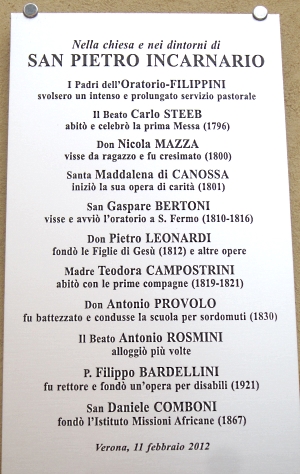 Nella chiesa e nei dintorni di
SAN PIETRO INCARNARIO
I Padri dell'Oratorio-FILIPPINI
svolsero un intenso e prolungato servizio pastorale
Il Beato Carlo STEEB
abitò e celebrò la prima Messa (1796)
Don Nicola MAZZA
visse da ragazzo e fu cresimato (1800)
Santa Maddalena di CANOSSA
iniziò la sua opera di carità (1801)
San Gaspare BERTONI
visse e avviò l'oratorio a S. Fermo (1810-1816)
Don Pietro LEONARDI
fondò le Figlie di Gesù (1812) e altre opere
Madre Teodora CAMPOSTRINI
abitò con le prime compagne (1819-1821)
Don Antonio PROVOLO
fu battezzato e condusse la scuola per sordomuti (1830)
Il Beato Antonio ROSMINI
alloggiò più volte
P. Filippo BARDELLINI
fu rettore e fondò un'opera per disabili (1921)
San Daniele COMBONI
fondò l'Istituto Missioni Africane (1867)
Verona, 11 febbraio 2012